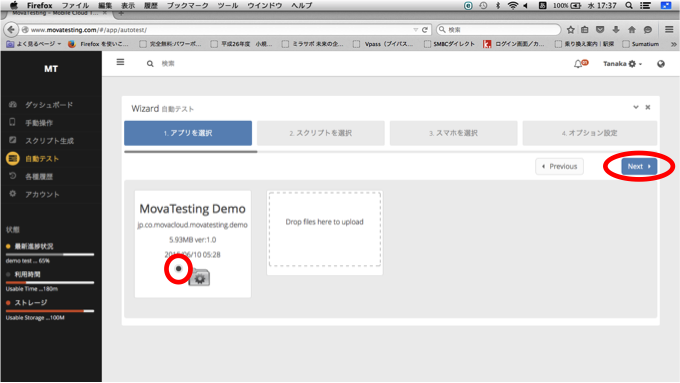 Firefox ファイル 編集 表示 履歴 ブックマーク ツール ウインドウ ヘルプ 100% 水 17:37
MovaTesting - Mobile Cloud T...
www.movatesting.com/#/app/autotest/ 検索
よく見るページ Firefox を使いこ... 完全無料パワーポ... 平成26年度 小規... ミラサポ 未来の企... Vpass（ブイパス... SMBCダイレクト ログイン画面／カ... 乗り換え案内｜駅探 Sumatium
MT
検索
Tanaka
ダッシュボード
手動操作
スクリプト生成
自動テスト
各種履歴
アカウント
状態
最新進捗状況
demo test ... 65%
利用時間
Usable Time ...180m
ストレージ
Usable Storage ...100M
Wizard 自動テスト
1. アプリを選択
2. スクリプトを選択
3. スマホを選択
4. オプション設定
Previous
Next
MovaTesting Demo
jp.co.movacloud.movatesting.demo
5.93MB ver:1.0
2015/06/10 05:28
Drop files here to upload